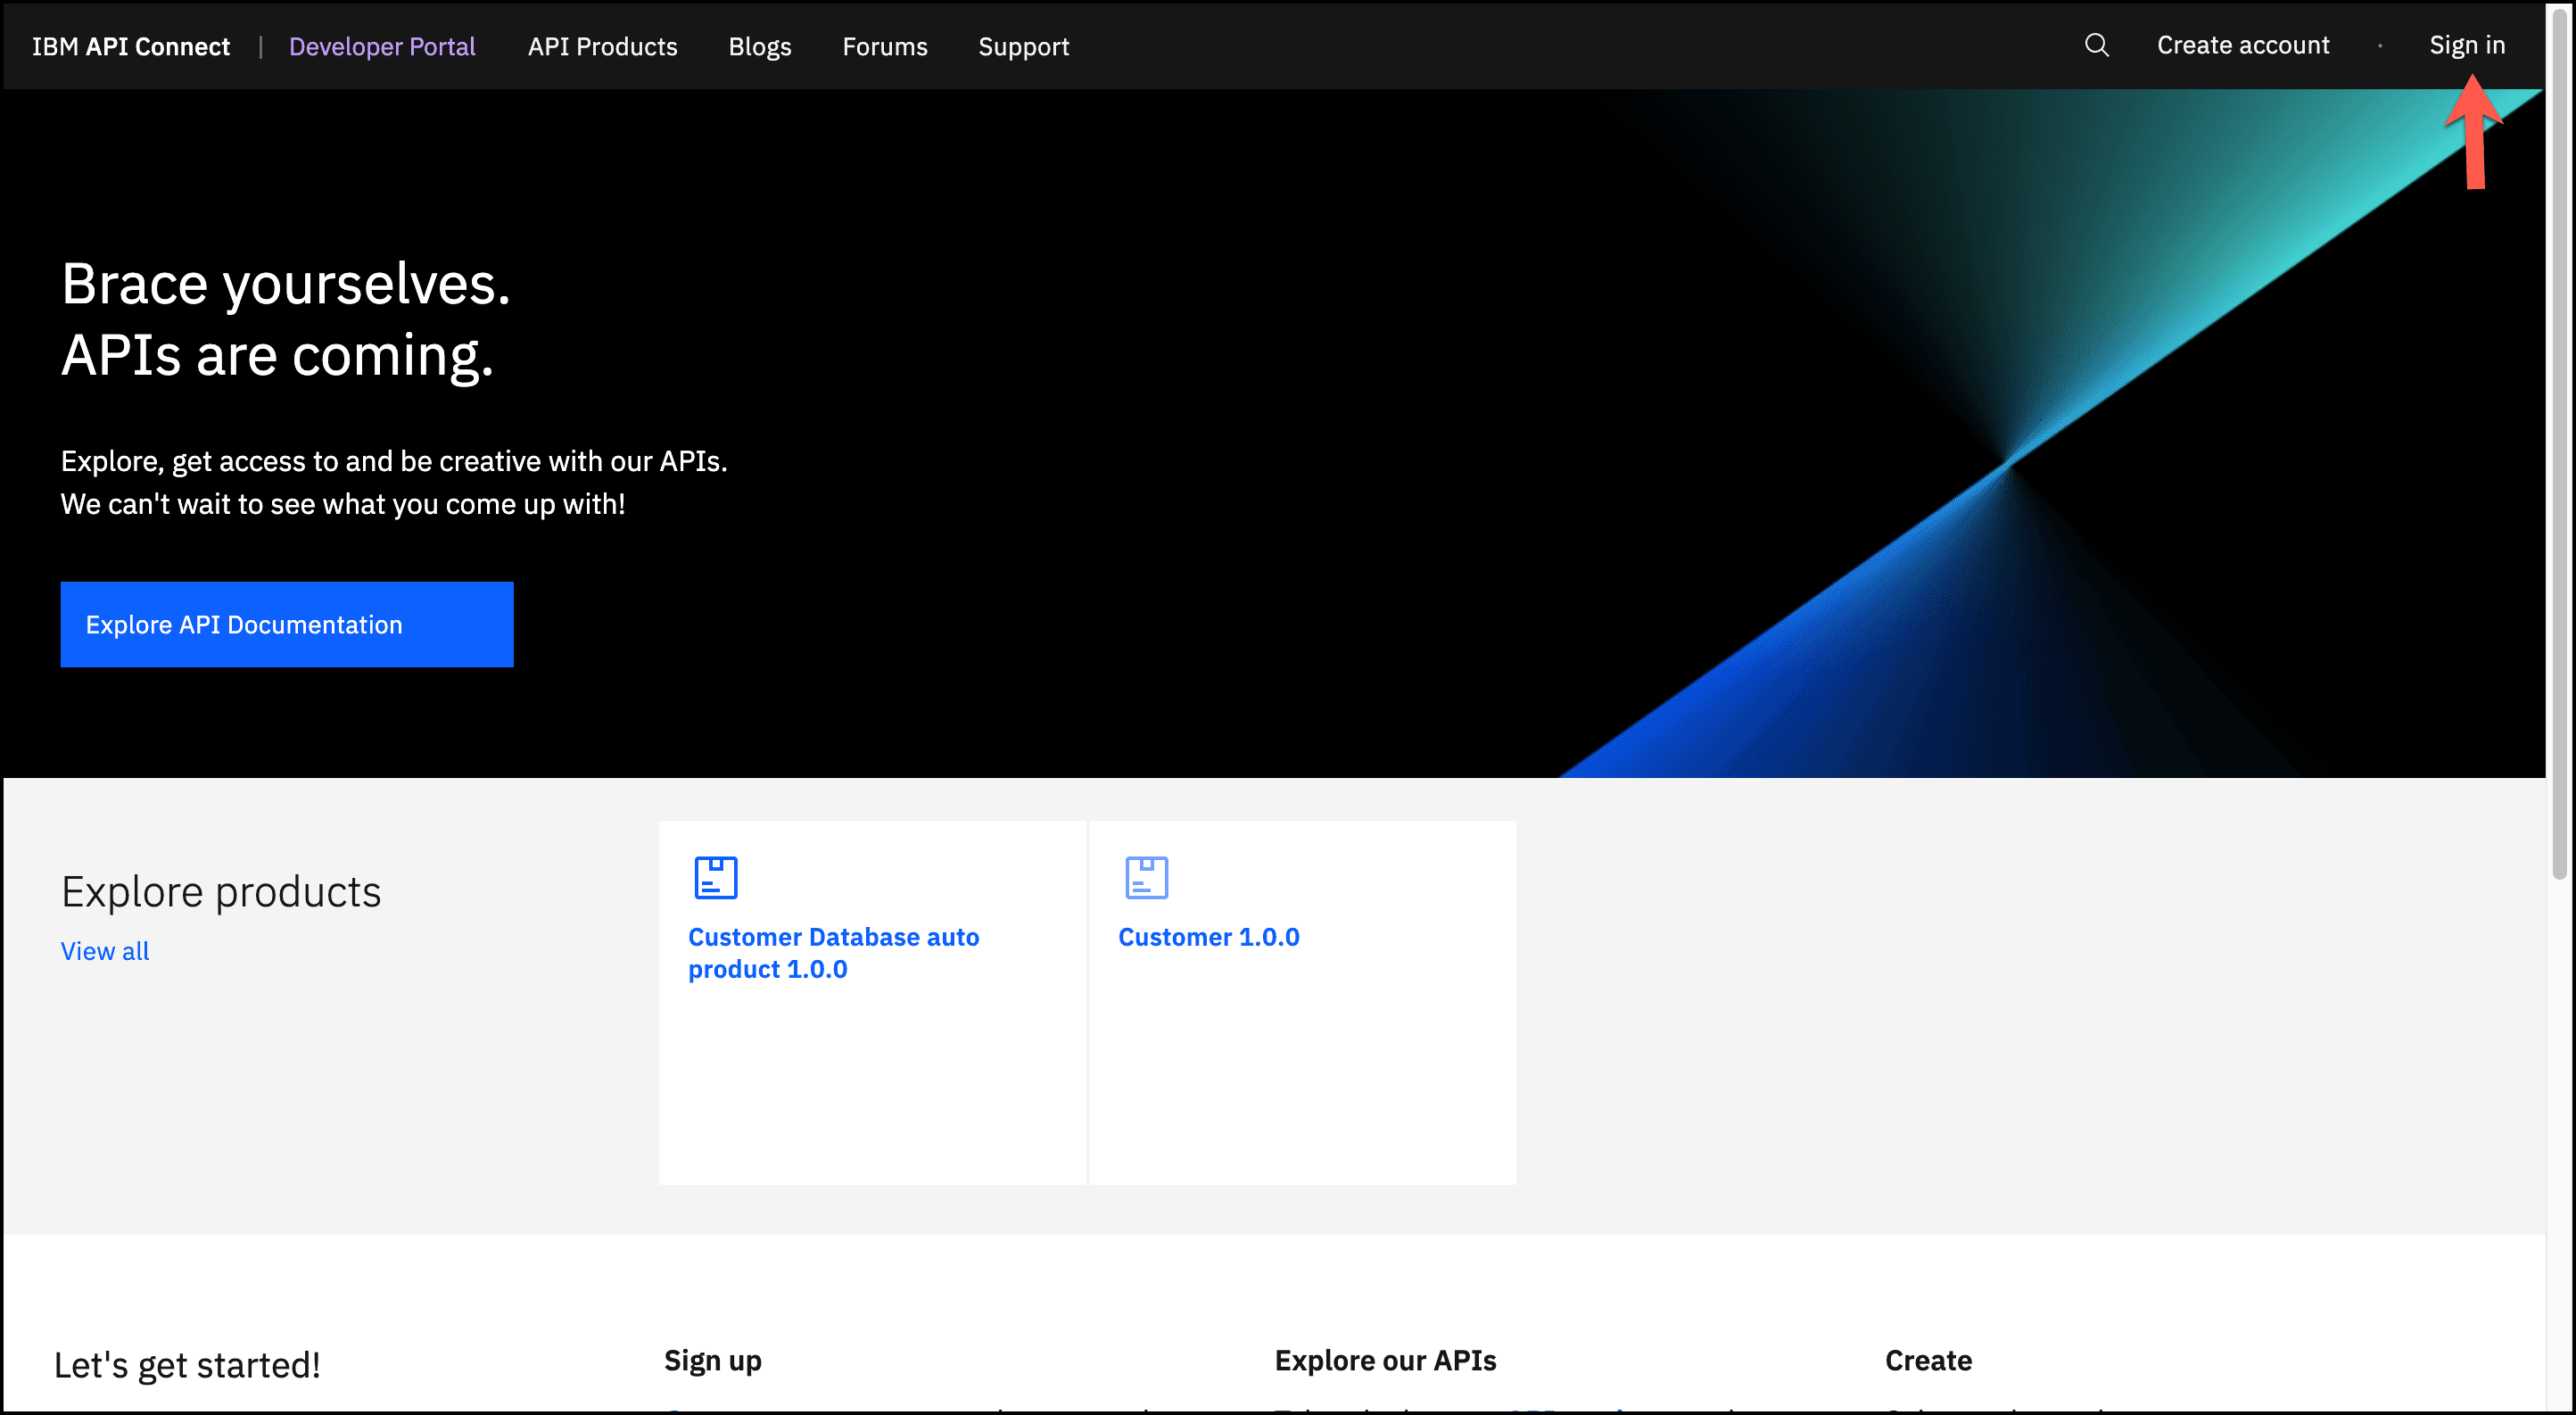 IBM API Connect | Developer Portal API Products Blogs Forums Support Create account · Sign in
Brace yourselves.
APIs are coming.
Explore, get access to and be creative with our APIs.
We can't wait to see what you come up with!
Explore API Documentation
Explore products
View all
Customer Database auto
product 1.0.0
Customer 1.0.0
Let's get started!
Sign up
Explore our APIs
Create